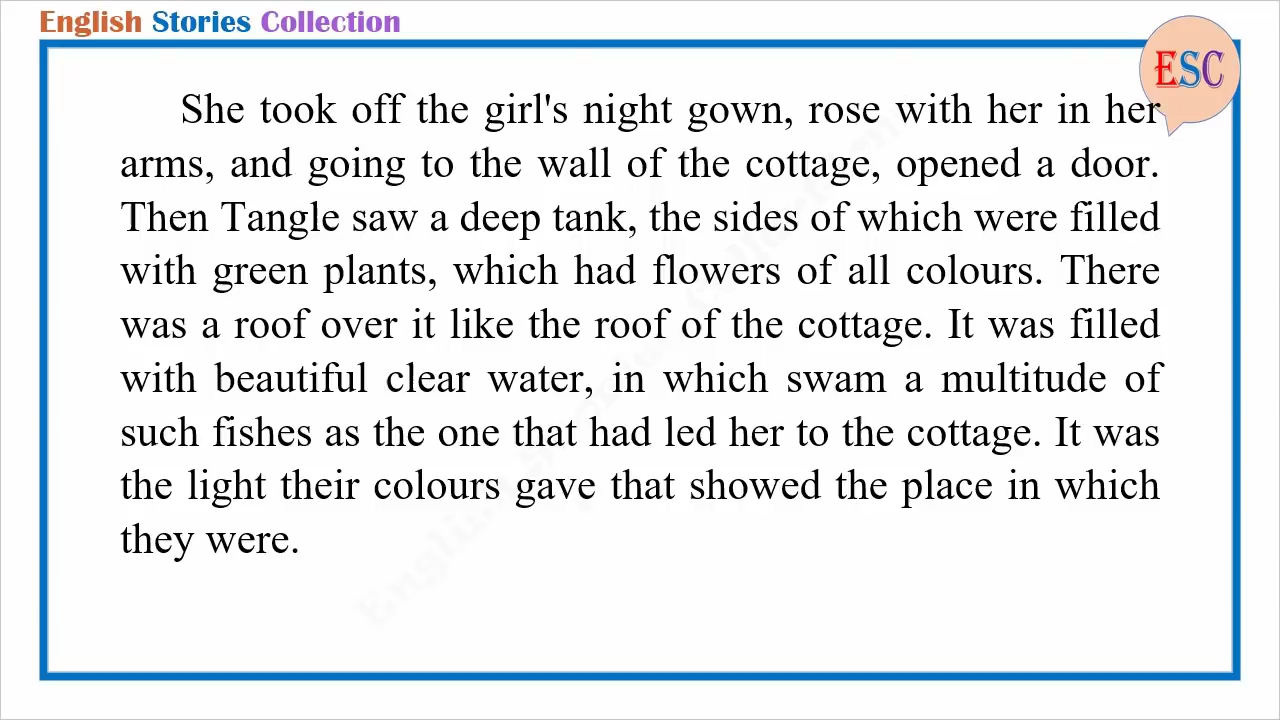 English Stories Collection
ESC
She took off the girl's night gown, rose with her in her
arms, and going to the wall of the cottage, opened a door.
Then Tangle saw a deep tank, the sides of which were filled
with green plants, which had flowers of all colours. There
was a roof over it like the roof of the cottage. It was filled
with beautiful clear water, in which swam a multitude of
such fishes as the one that had led her to the cottage. It was
the light their colours gave that showed the place in which
they were.